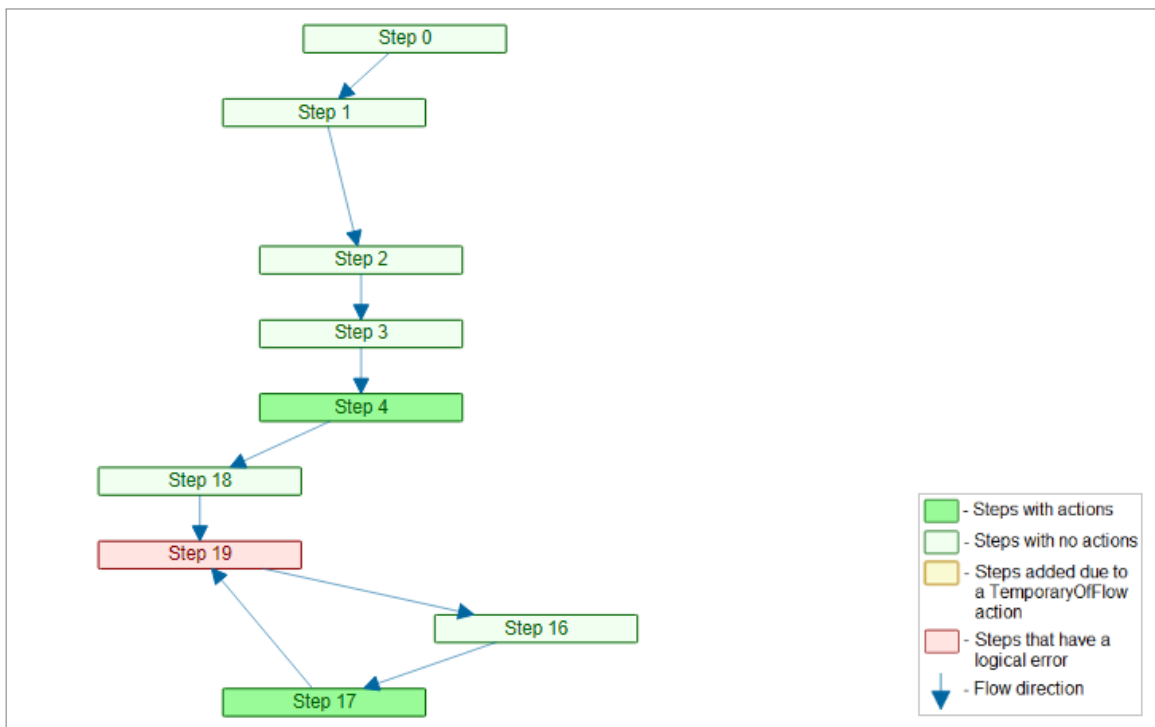 Step 0
Step 1
Step 2
Step 3
Step 4
Step 18
Step 19
Step 16
Step 17
- Steps with actions
- Steps with no actions
- Steps added due to
a TemporaryOfFlow
action
- Steps that have a
logical error
- Flow direction